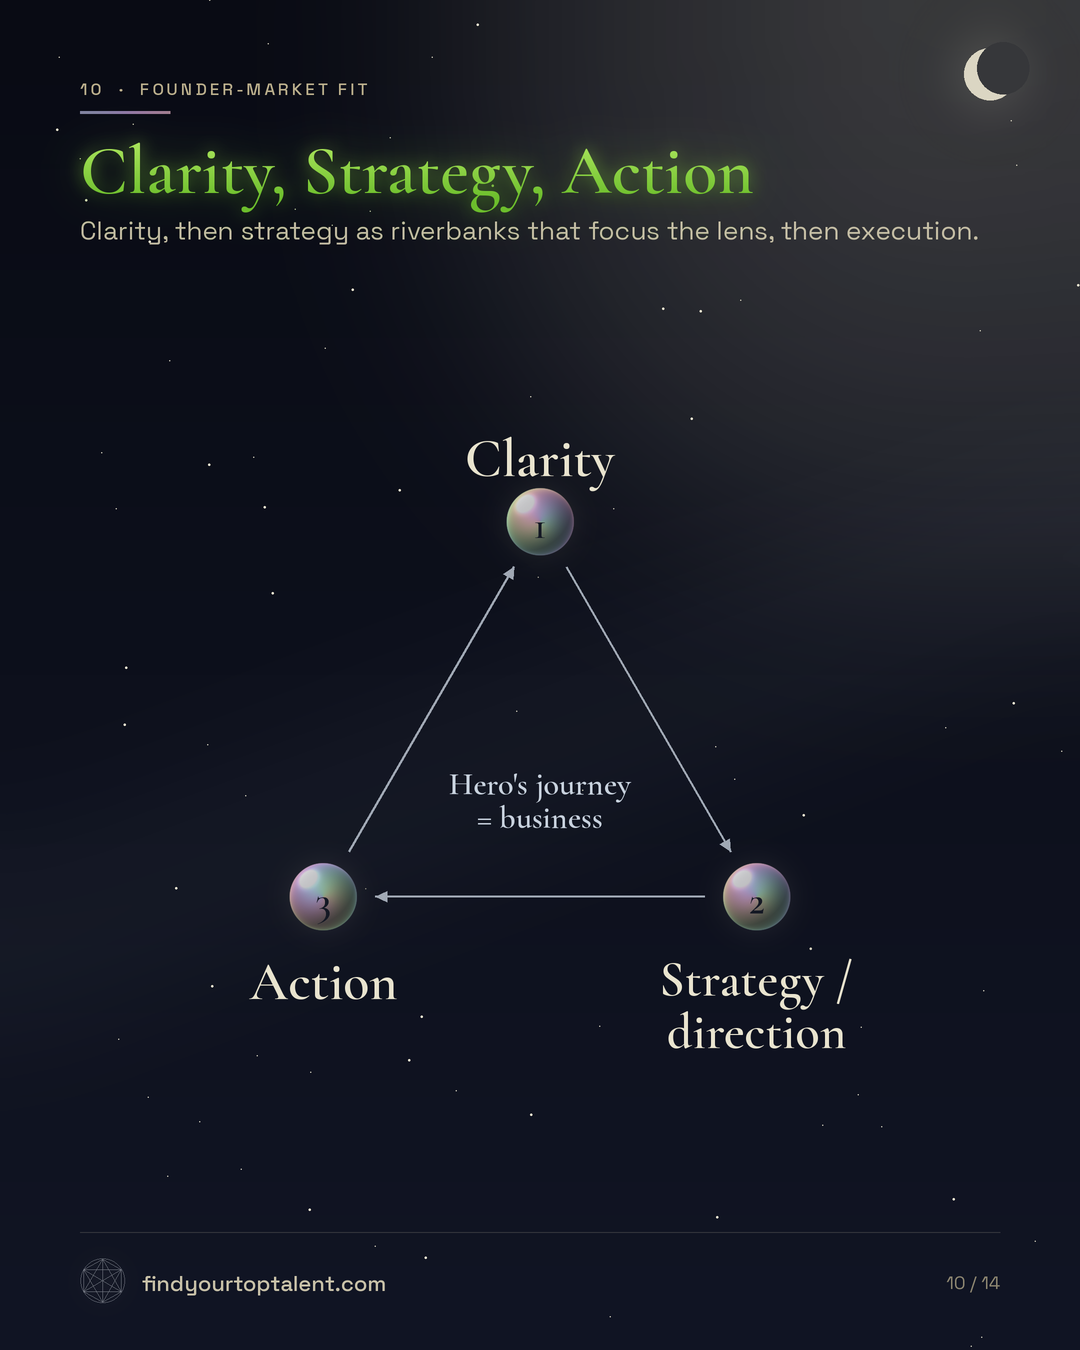 10 · FOUNDER-MARKET FIT
Clarity, Strategy, Action
Clarity, then strategy as riverbanks that focus the lens, then execution.
Clarity
1
Hero's journey
= business
3
2
Action
Strategy /
direction
findyourtoptalent.com
10 / 14